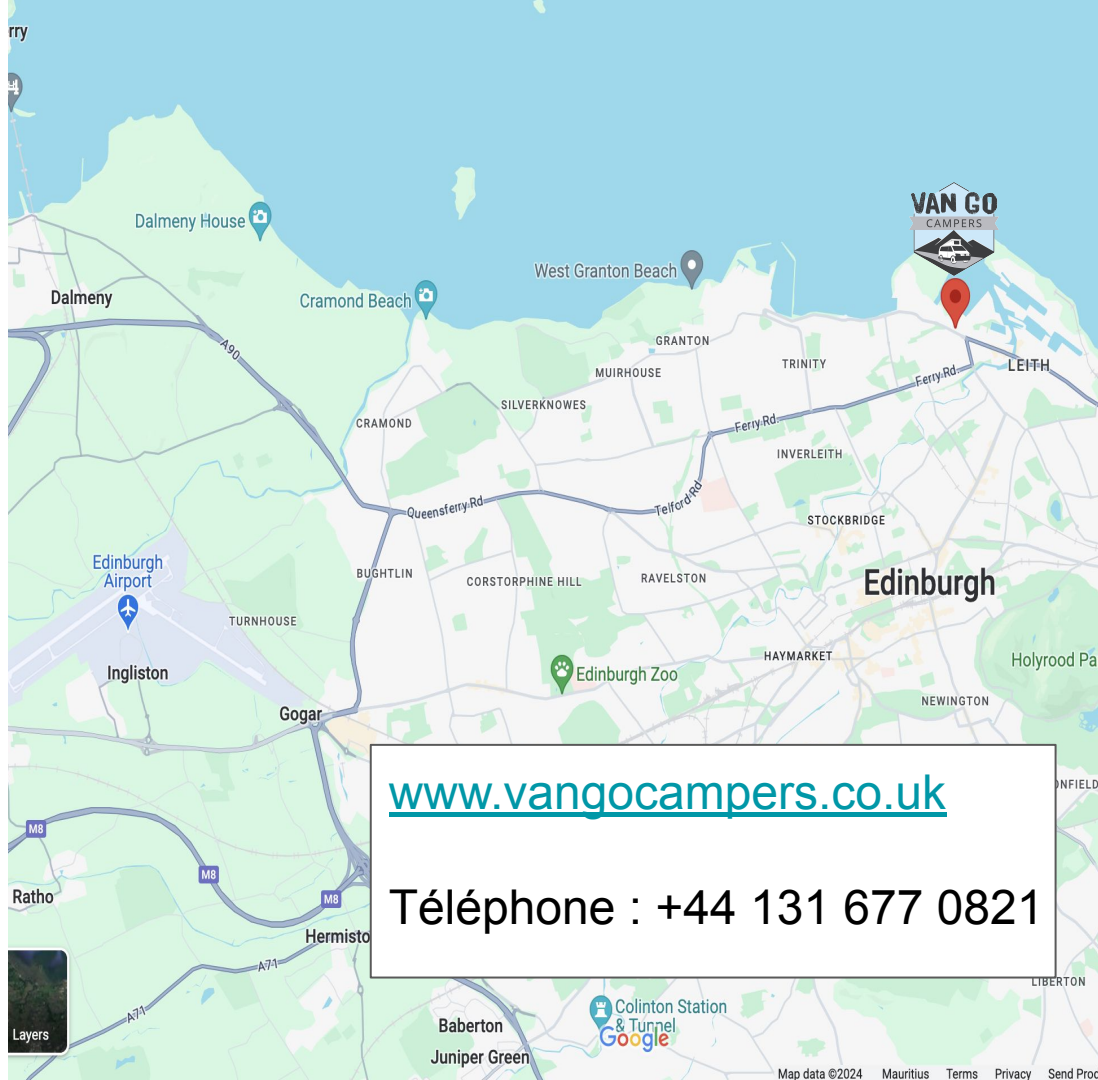 rry
VAN GO
CAMPERS
Dalmeny House
West Granton Beach
Dalmeny
Cramond Beach
A90
GRANTON
MUIRHOUSE
TRINITY
LEITH
Ferry Rd.
SILVERKNOWES
CRAMOND
Ferry Rd.
INVERLEITH
Queensferry Rd
Telford Rd
STOCKBRIDGE
Edinburgh
Airport
BUGHTLIN
CORSTORPHINE HILL
RAVELSTON
Edinburgh
TURNHOUSE
Ingliston
Edinburgh Zoo
HAYMARKET
Holyrood Pa
NEWINGTON
Gogar
www.vangocampers.co.uk
NFIELD
M8
M8
Ratho
M8
Téléphone : +44 131 677 0821
Hermisto
A71
LIBERTON
A71
Layers
Baberton
Colinton Station
& Tunnel
Google
Juniper Green
Map data ©2024 Mauritius Terms Privacy Send Prod